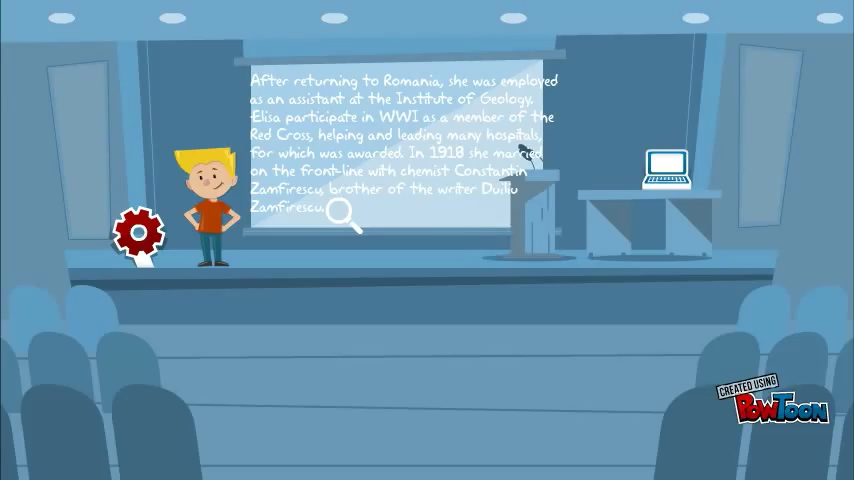 After returning to Romania, she was employed
as an assistant at the Institute of Geology.
Elisa participate in WWI as a member of the
Red Cross, helping and leading many hospitals,
for which was awarded. In 1918 she married
on the front-line with chemist Constantin
Zamfirescu, brother of the writer Duiliu
Zamfirescu.
CREATED USING
POWTOON